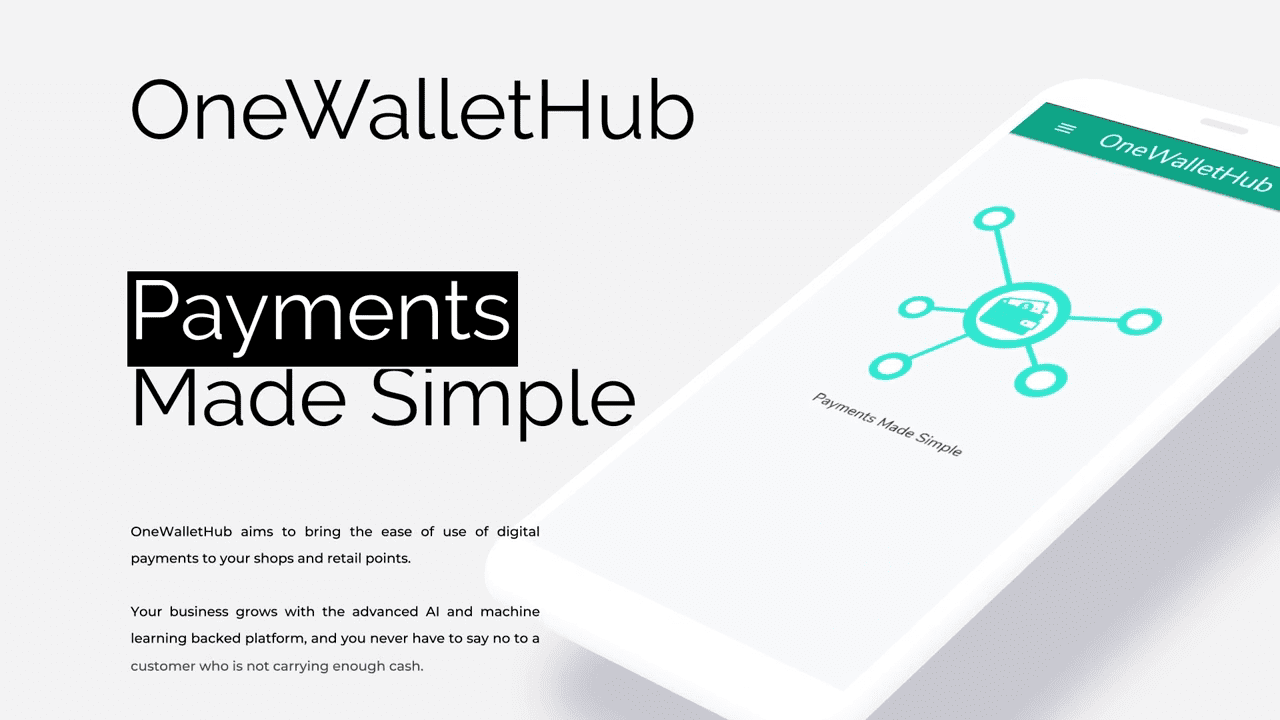 OneWalletHub
Payments
Made Simple
OneWalletHub aims to bring the ease of use of digital
payments to your shops and retail points.
Your business grows with the advanced AI and machine
learning backed platform, and you never have to say no to a
customer who is not carrying enough cash.
OneWalletHub
Payments Made Simple